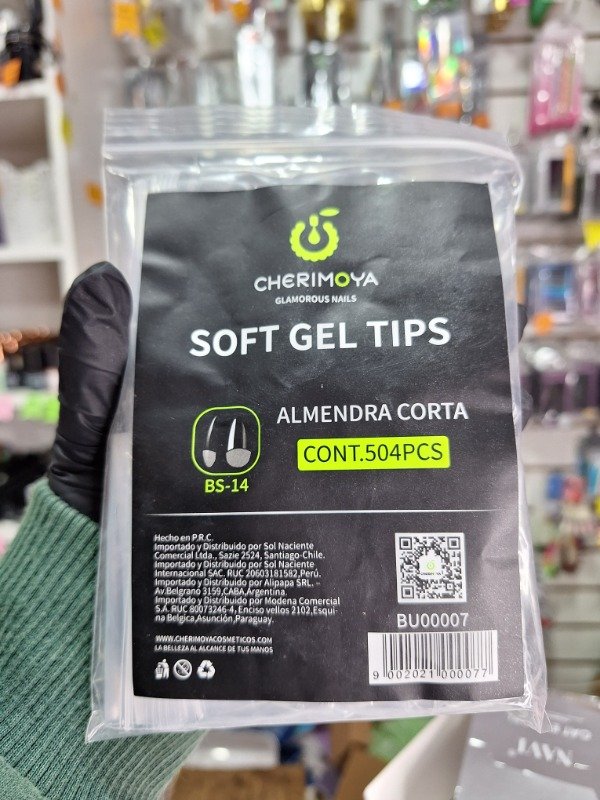 CHERIMOYA
GLAMOROUS NAILS
SOFT GEL TIPS
ALMENDRA CORTA
CONT.504PCS
BS-14
Hecho en P.R.C.
Importado y Distribuido por Sol Naciente
Comercial Ltda., Sazie 2524, Santiago-Chile.
Importado y Distribuido por Sol Naciente
Internacional SAC. RUC 20603181582,Perú.
Importado y Distribuido por Alipapa SRL.–
Av.Belgrano 3159,CABA,Argentina.
Importado y Distribuido por Modena Comercial
S.A. RUC 80073246-4,Enciso vellos 2102,Esqui-
na Belgica,Asunción,Paraguay.
WWW.CHERIMOYACOSMETICOS.COM
LA BELLEZA AL ALCANCE DE TUS MANOS
CHERIMOYA
BU00007
9 002021 000077
NAVI